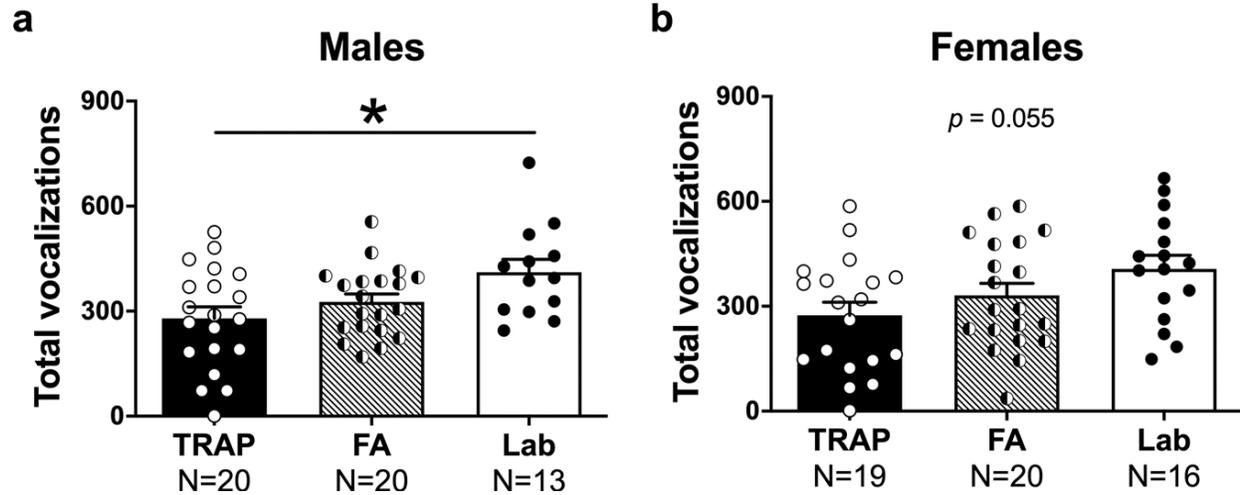 a
Males
Total vocalizations
900
600
300
0
*
TRAP
N=20
FA
N=20
Lab
N=13
b
Females
Total vocalizations
900
600
300
0
p = 0.055
TRAP
N=19
FA
N=20
Lab
N=16